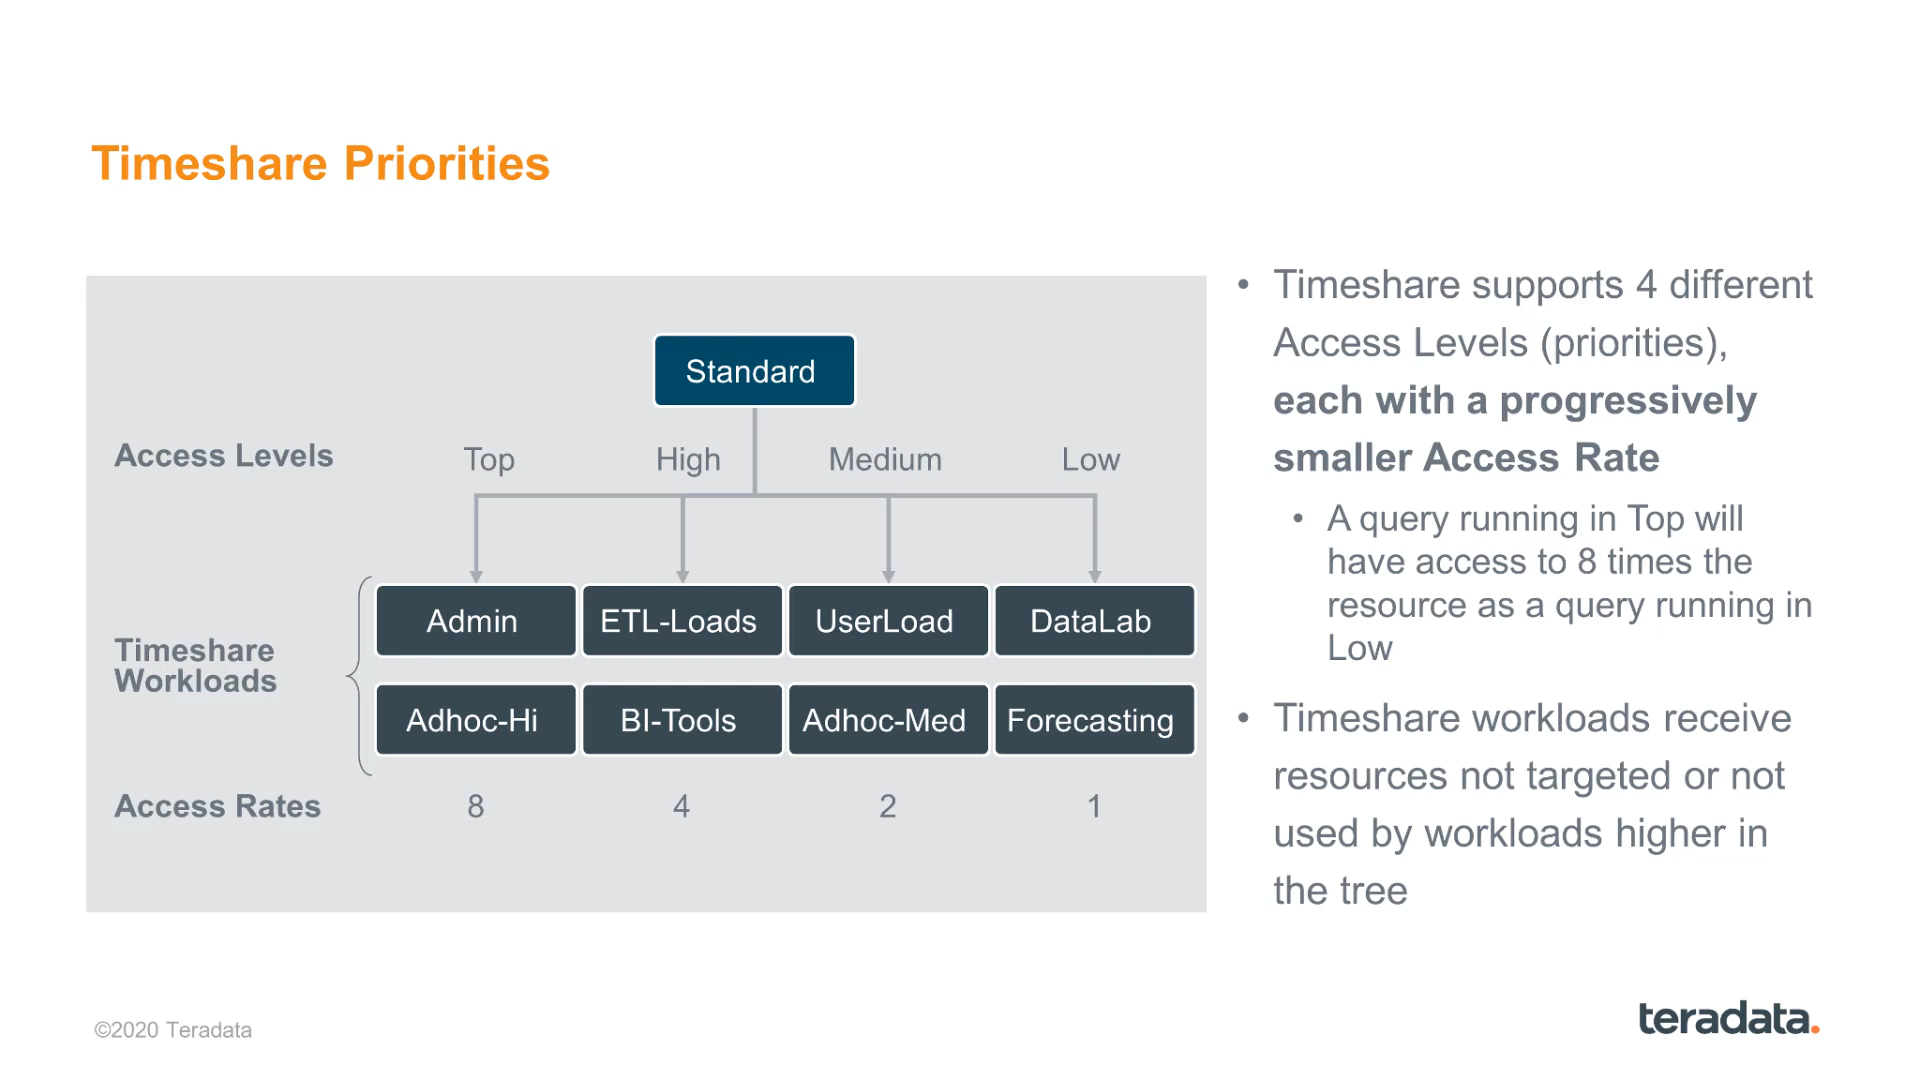 Timeshare Priorities
Standard
Access Levels
Top
High
Medium
Low
Timeshare
Workloads
Admin
ETL-Loads
UserLoad
DataLab
Adhoc-Hi
BI-Tools
Adhoc-Med
Forecasting
Access Rates
8
4
2
1
• Timeshare supports 4 different
Access Levels (priorities),
each with a progressively
smaller Access Rate
• A query running in Top will
have access to 8 times the
resource as a query running in
Low
• Timeshare workloads receive
resources not targeted or not
used by workloads higher in
the tree
©2020 Teradata
teradata.